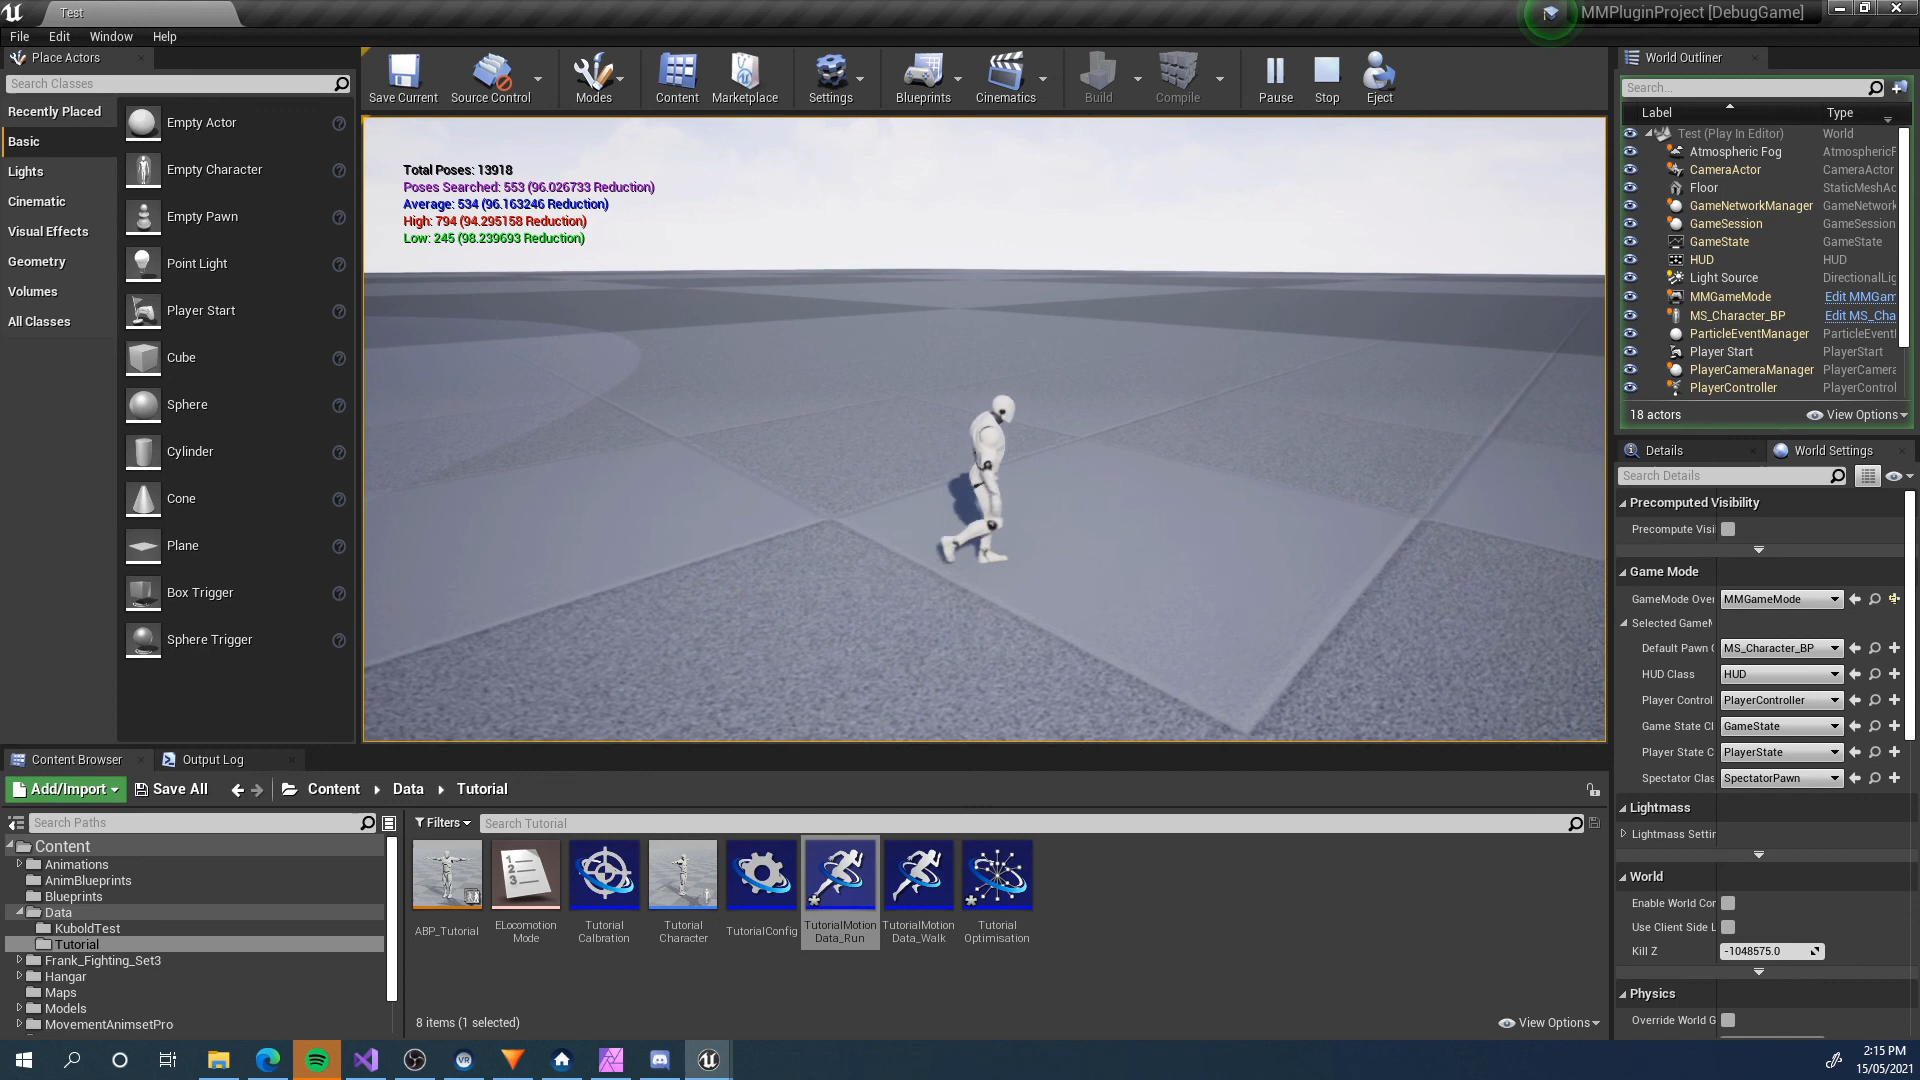 Test
MMPluginProject [DebugGame]
File Edit Window Help
Place Actors
Search Classes
Recently Placed
Basic
Lights
Cinematic
Visual Effects
Geometry
Volumes
All Classes
Empty Actor
Empty Character
Empty Pawn
Point Light
Player Start
Cube
Sphere
Cylinder
Cone
Plane
Box Trigger
Sphere Trigger
Save Current
Source Control
Modes
Content
Marketplace
Settings
Blueprints
Cinematics
Build
Compile
Pause
Stop
Eject
Total Poses: 13918
Poses Searched: 553 (96.026733 Reduction)
Average: 534 (96.163246 Reduction)
High: 794 (94.295158 Reduction)
Low: 245 (98.239693 Reduction)
World Outliner
Search...
Label Type
Test (Play In Editor) World
Atmospheric Fog AtmosphericF
CameraActor CameraActor
Floor StaticMeshAc
GameNetworkManager GameNetwork
GameSession GameSession
GameState GameState
HUD HUD
Light Source DirectionalLig
MMGameMode Edit MMGam
MS_Character_BP Edit MS_Cha
ParticleEventManager ParticleEventI
Player Start PlayerStart
PlayerCameraManager PlayerCamera
PlayerController PlayerControl
18 actors View Options
Details World Settings
Search Details
Precomputed Visibility
Precompute Visi
Game Mode
GameMode Over MMGameMode
Selected GameM
Default Pawn C MS_Character_BP
HUD Class HUD
Player Control PlayerController
Game State Cl GameState
Player State C PlayerState
Spectator Clas SpectatorPawn
Lightmass
Lightmass Settir
World
Enable World Cor
Use Client Side L
Kill Z -1048575.0
Physics
Override World G
Content Browser Output Log
Add/Import Save All Content Data Tutorial
Search Paths
Content
Animations
AnimBlueprints
Blueprints
Data
KuboldTest
Tutorial
Frank_Fighting_Set3
Hangar
Maps
Models
MovementAnimsetPro
Filters Search Tutorial
1
2
3
ABP_Tutorial
ELocomotion
Mode
Tutorial
Calbration
Tutorial
Character
TutorialConfig
TutorialMotion
Data_Run
TutorialMotion
Data_Walk
Tutorial
Optimisation
8 items (1 selected) View Options
VR
2:15 PM
15/05/2021